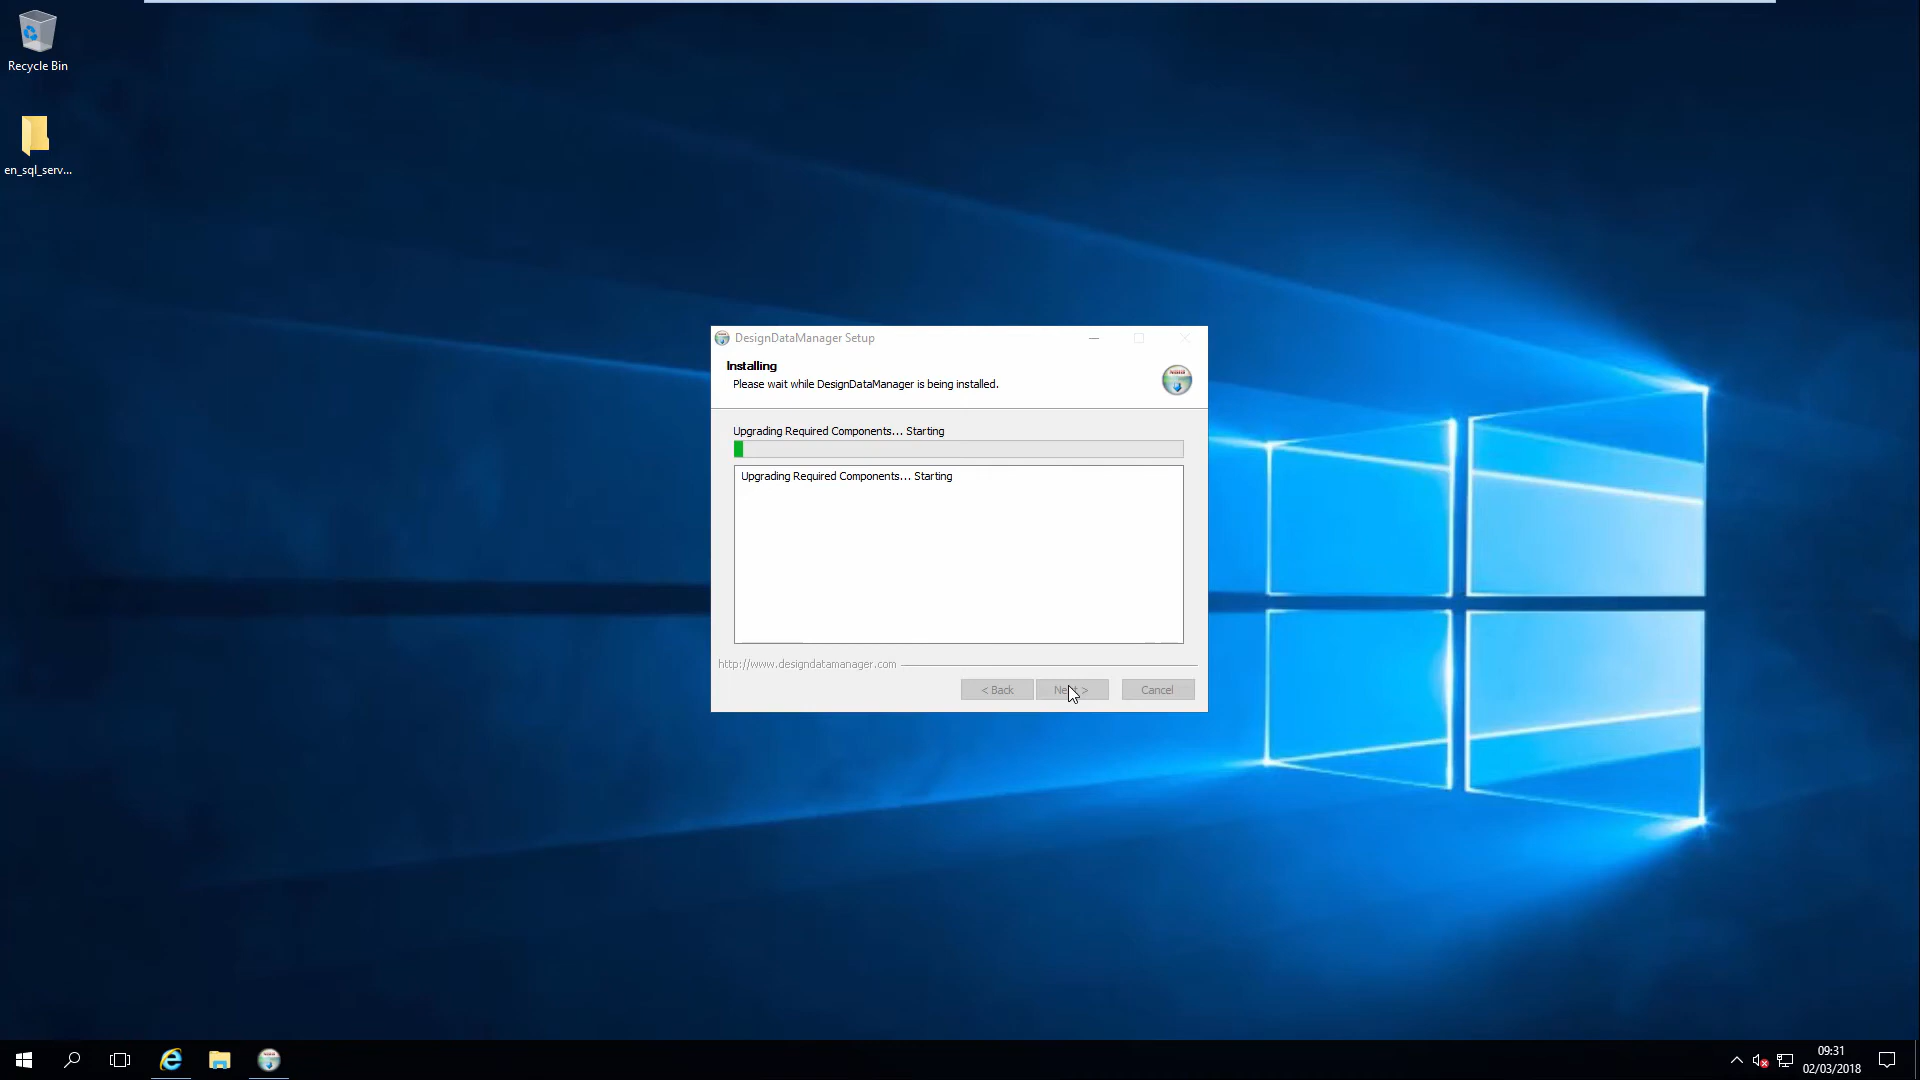 Recycle Bin
en_sql_serv...
DesignDataManager Setup
Installing
Please wait while DesignDataManager is being installed.
Upgrading Required Components... Starting
Upgrading Required Components... Starting
http://www.designdatamanager.com
< Back
Next >
Cancel
09:31
02/03/2018